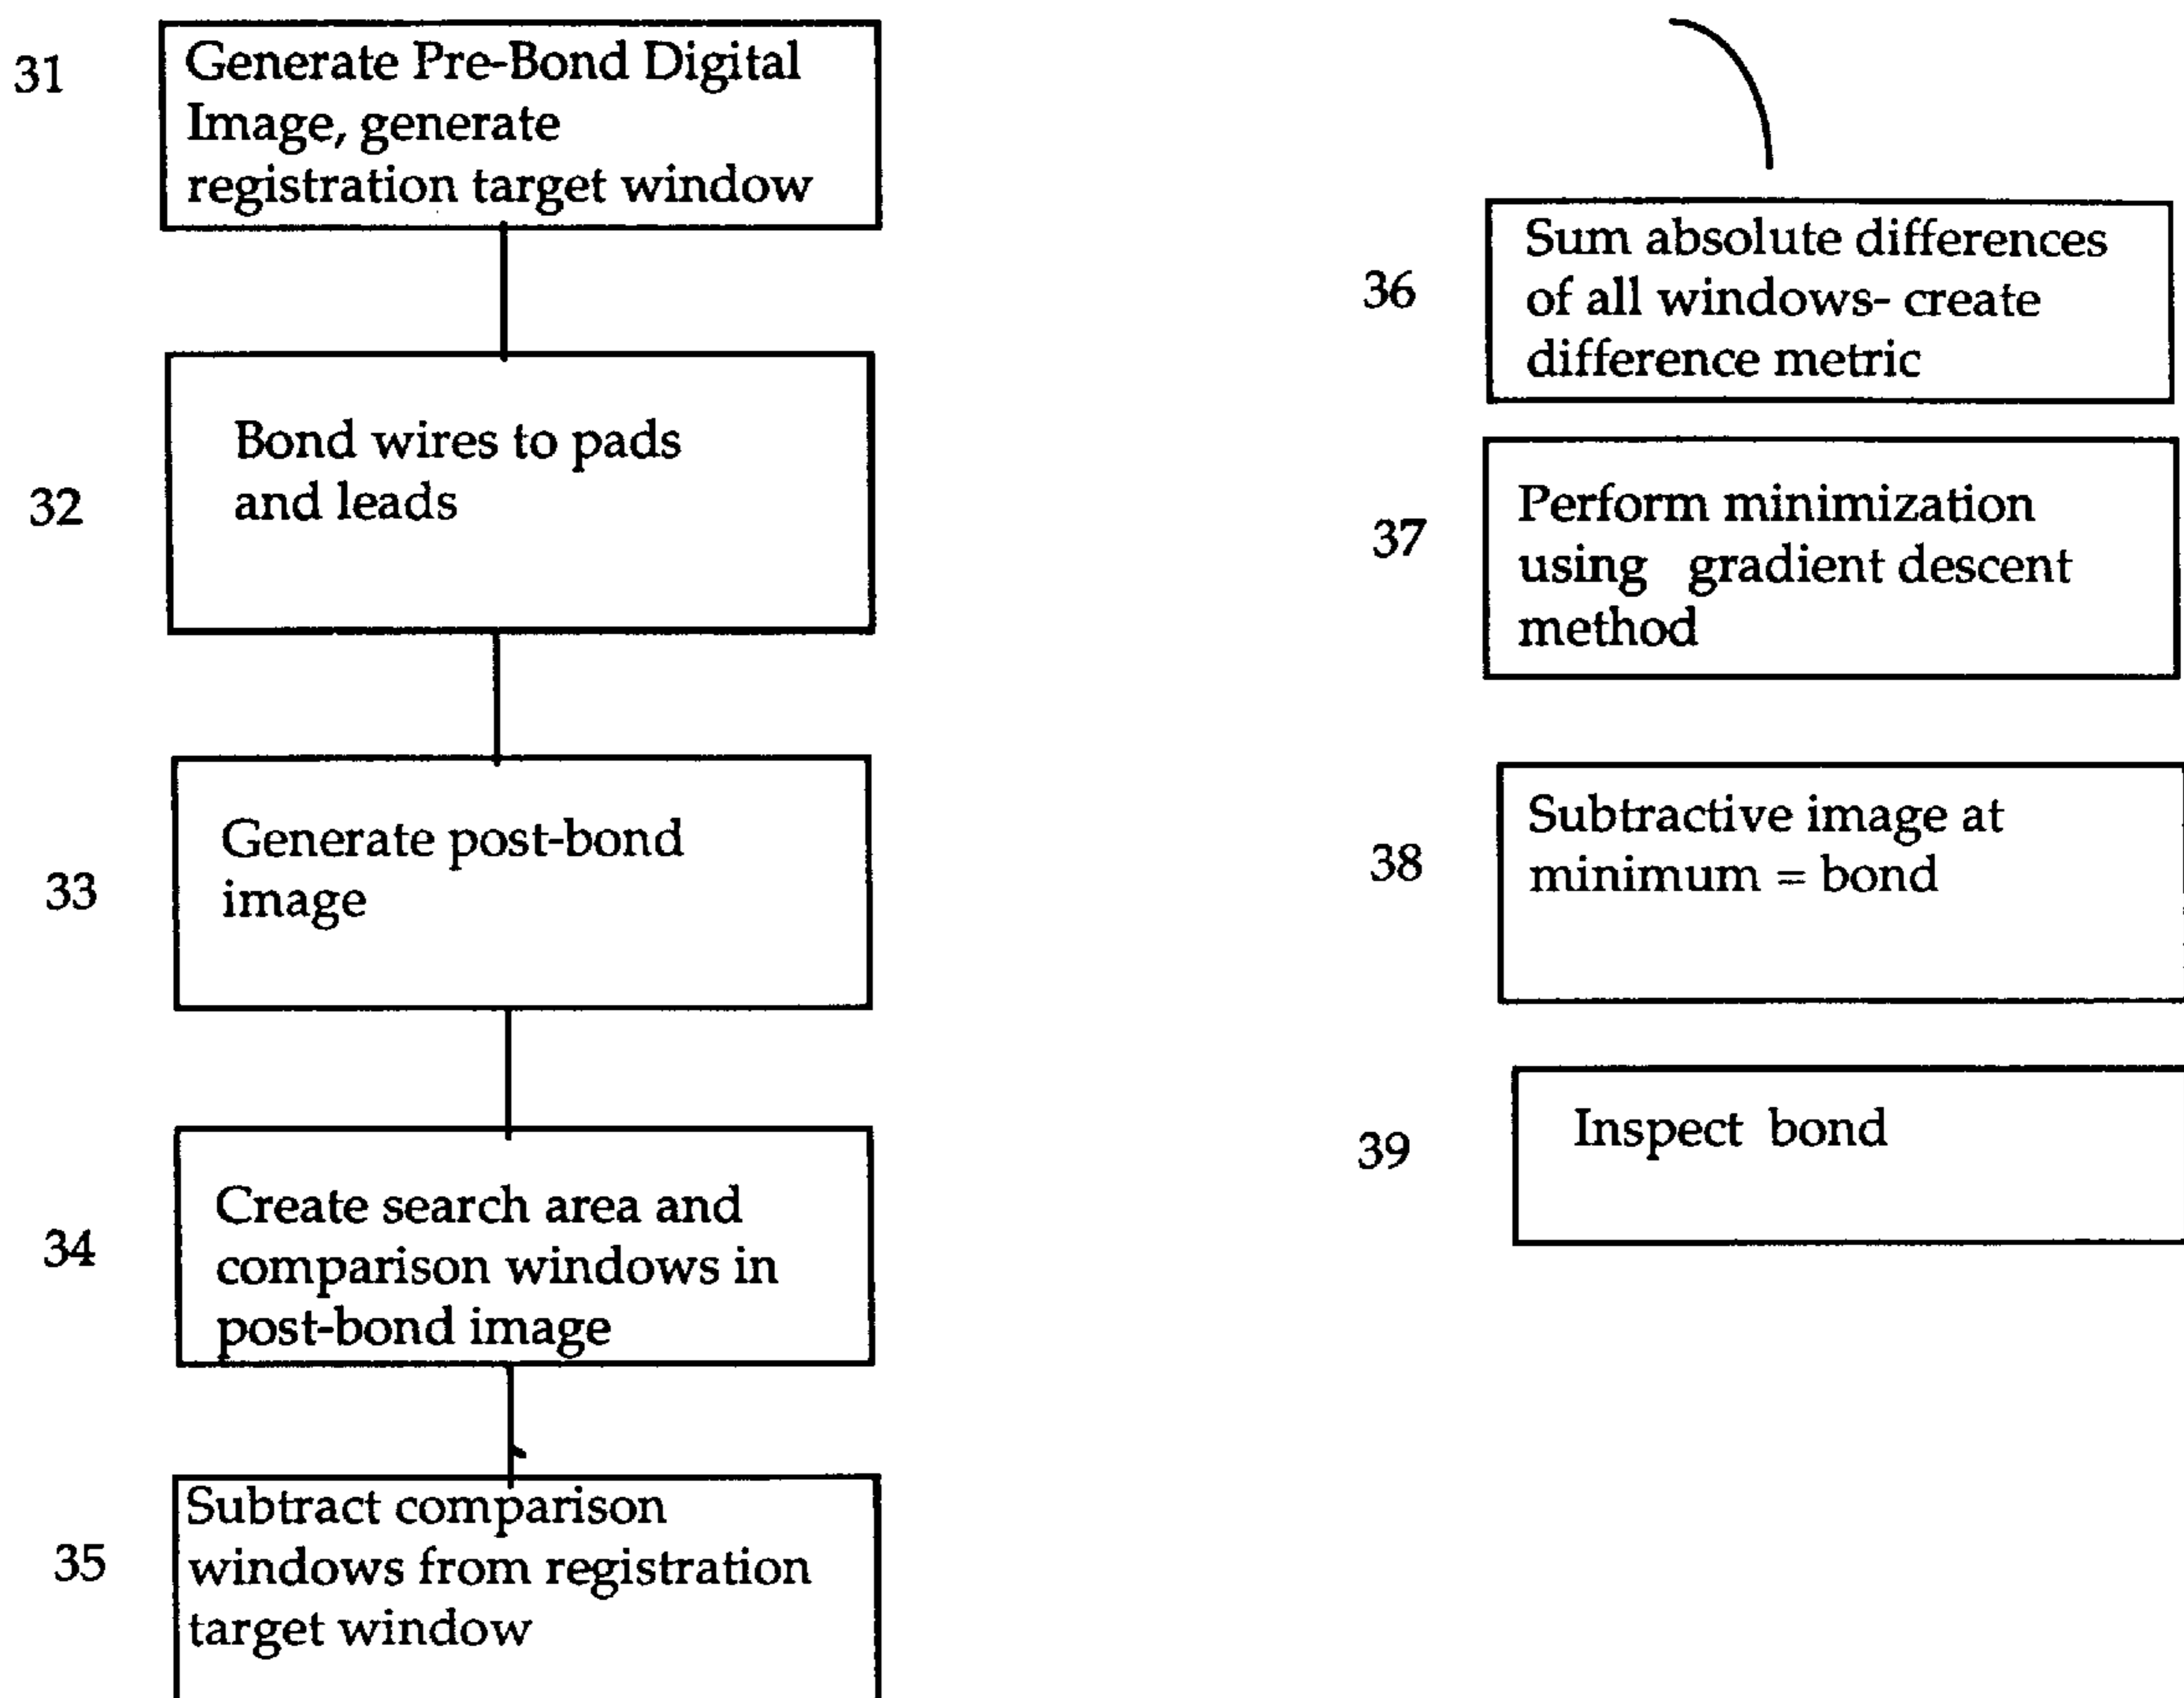 31
Generate Pre-Bond Digital
Image, generate
registration target window
32
Bond wires to pads
and leads
33
Generate post-bond
image
34
Create search area and
comparison windows in
post-bond image
35
Subtract comparison
windows from registration
target window
36
Sum absolute differences
of all windows- create
difference metric
37
Perform minimization
using gradient descent
method
38
Subtractive image at
minimum = bond
39
Inspect bond